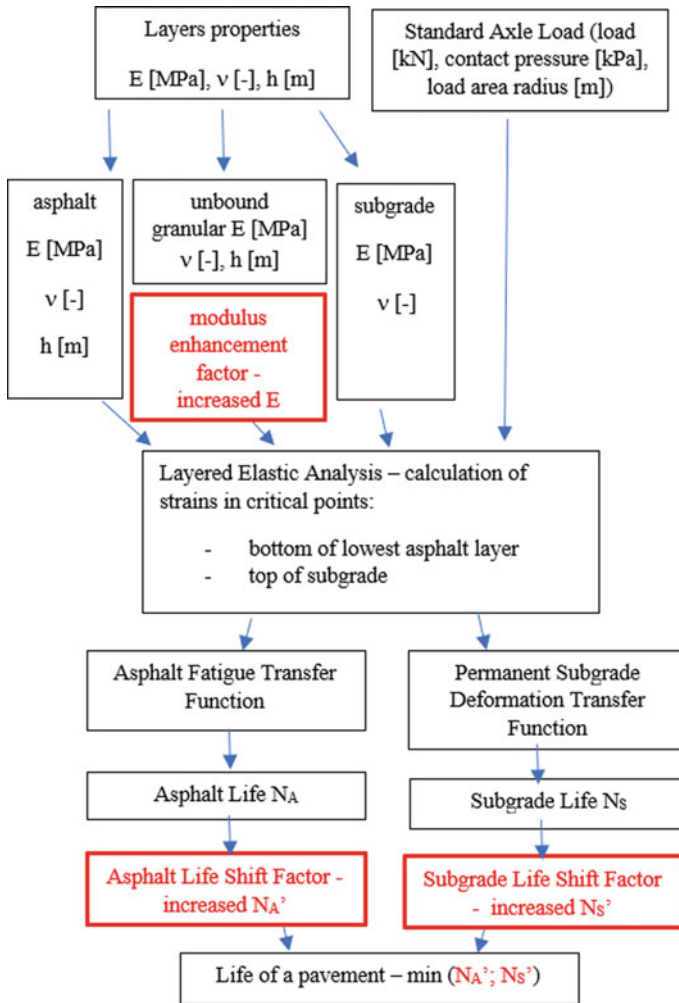 Layers properties
E [MPa], ν [-], h [m]
Standard Axle Load (load
[kN], contact pressure [kPa],
load area radius [m])
asphalt
E [MPa]
ν [-]
h [m]
unbound
granular E [MPa]
ν [-], h [m]
modulus
enhancement
factor -
increased E
subgrade
E [MPa]
ν [-]
Layered Elastic Analysis – calculation of
strains in critical points:
- bottom of lowest asphalt layer
- top of subgrade
Asphalt Fatigue Transfer
Function
Permanent Subgrade
Deformation Transfer
Function
Asphalt Life NA
Subgrade Life NS
Asphalt Life Shift Factor -
increased NA’
Subgrade Life Shift Factor
- increased NS’
Life of a pavement – min (NA’; NS’)